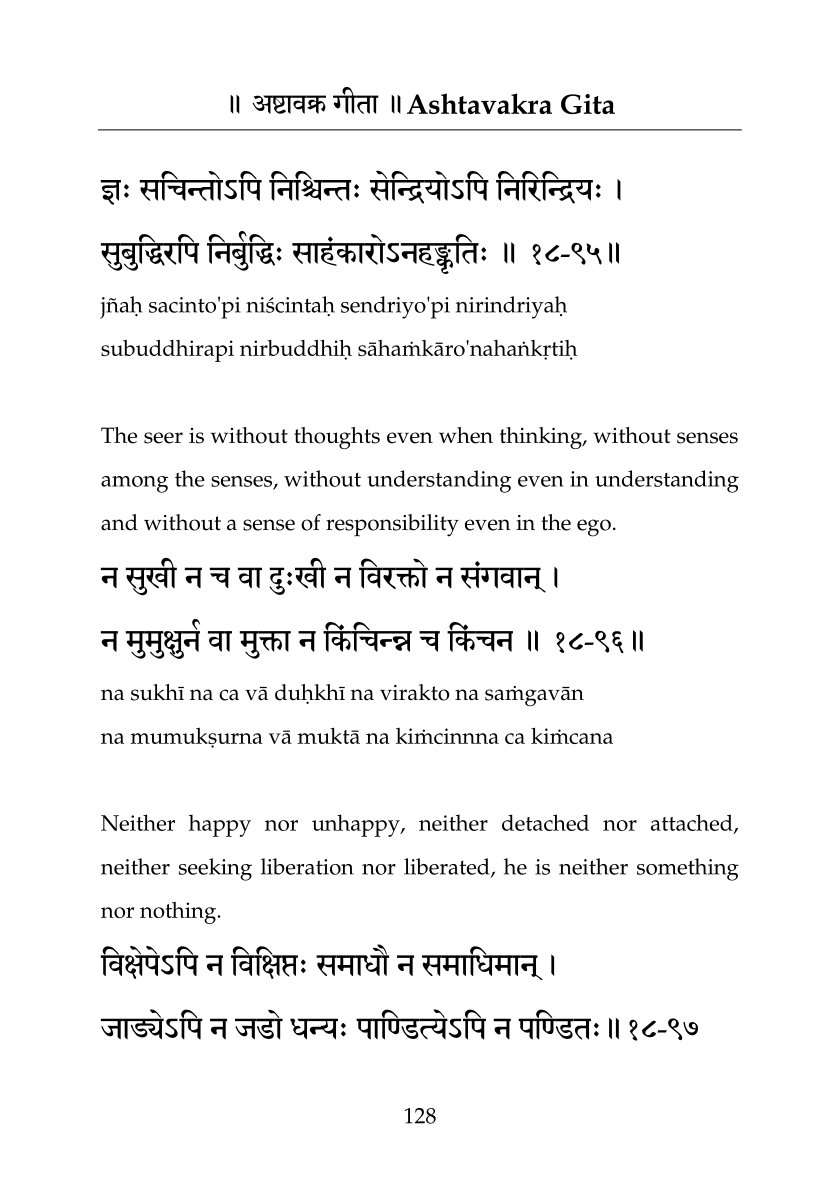 ॥ अष्टावक्र गीता ॥ Ashtavakra Gita
ज्ञः सचिन्तोऽपि निश्चिन्तः सेन्द्रियोऽपि निरिन्द्रियः ।
सुबुद्धिरपि निर्बुद्धिः साहंकारोऽनहङ्कृतिः ॥ १८-९५॥
jñaḥ sacinto'pi niścintaḥ sendriyo'pi nirindriyaḥ
subuddhirapi nirbuddhiḥ sāhaṁkāro'nahaṅkṛtiḥ
The seer is without thoughts even when thinking, without senses
among the senses, without understanding even in understanding
and without a sense of responsibility even in the ego.
न सुखी न च वा दुःखी न विरक्तो न संगवान् ।
न मुमुक्षुर्न वा मुक्ता न किंचिन्न्न च किंचन ॥ १८-९६॥
na sukhī na ca vā duḥkhī na virakto na saṁgavān
na mumukṣurna vā muktā na kiṁcinnna ca kiṁcana
Neither happy nor unhappy, neither detached nor attached,
neither seeking liberation nor liberated, he is neither something
nor nothing.
विक्षेपेऽपि न विक्षिप्तः समाधौ न समाधिमान् ।
जाड्येऽपि न जडो धन्यः पाण्डित्येऽपि न पण्डितः॥ १८-९७
128